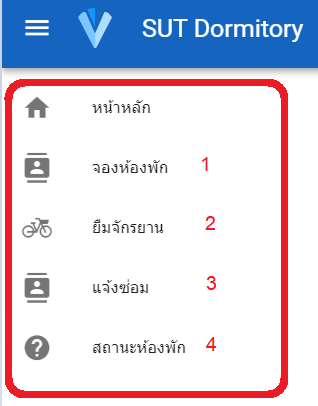 SUT Dormitory
หน้าหลัก
จองห้องพัก 1
ยืมจักรยาน 2
แจ้งซ่อม 3
สถานะห้องพัก 4